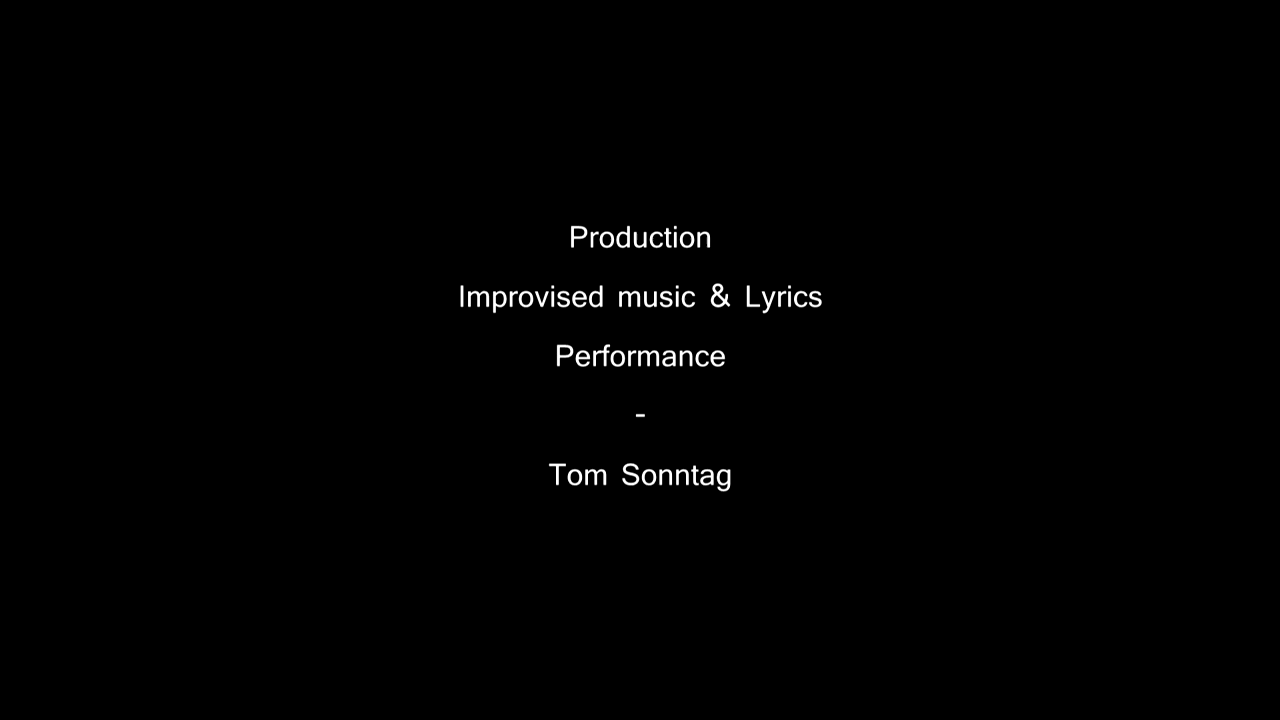 Production
Improvised music & Lyrics
Performance
-
Tom Sonntag